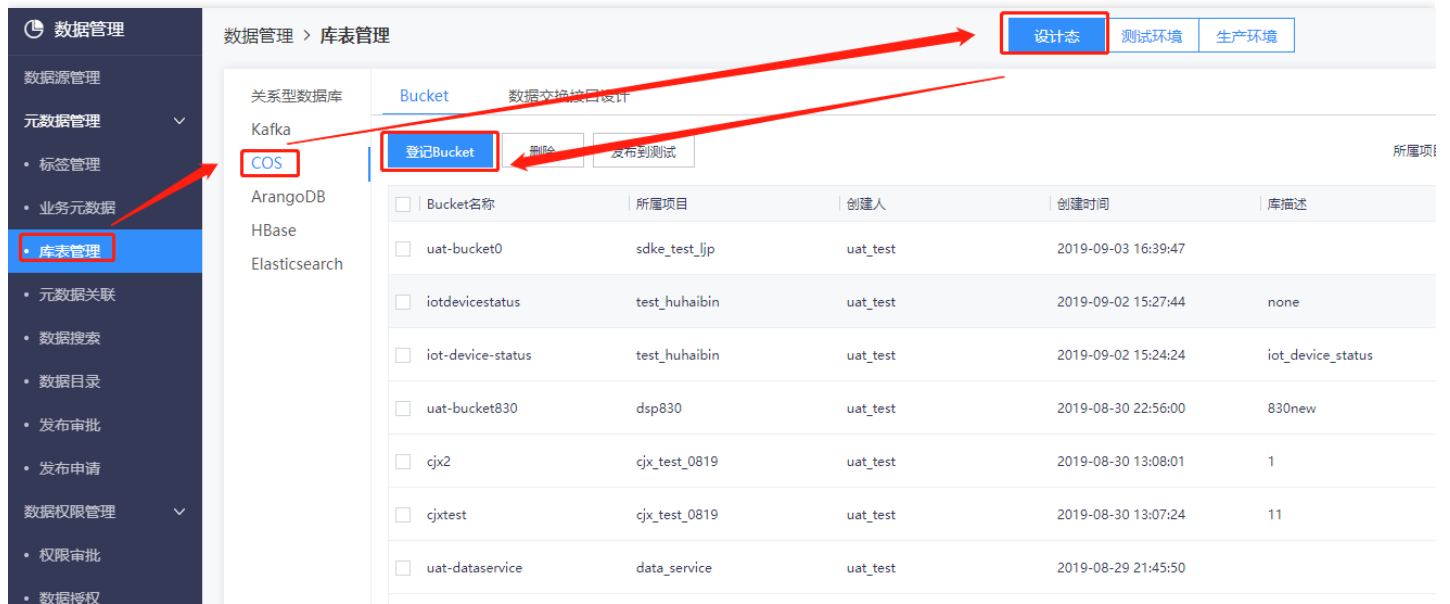 数据管理
数据源管理
元数据管理
• 标签管理
• 业务元数据
• 库表管理
• 元数据关联
• 数据搜索
• 数据目录
• 发布审批
• 发布申请
数据权限管理
• 权限审批
• 数据授权
数据管理 > 库表管理
设计态 测试环境 生产环境
关系型数据库
Kafka
COS
ArangoDB
HBase
Elasticsearch
Bucket 数据交换接口设计
登记Bucket 删除 发布到测试 所属项目
Bucket名称 所属项目 创建人 创建时间 库描述
uat-bucket0 sdke_test_ljp uat_test 2019-09-03 16:39:47
iotdevicestatus test_huhaibin uat_test 2019-09-02 15:27:44 none
iot-device-status test_huhaibin uat_test 2019-09-02 15:24:24 iot_device_status
uat-bucket830 dsp830 uat_test 2019-08-30 22:56:00 830new
cjx2 cjx_test_0819 uat_test 2019-08-30 13:08:01 1
cjxtest cjx_test_0819 uat_test 2019-08-30 13:07:24 11
uat-dataservice data_service uat_test 2019-08-29 21:45:50